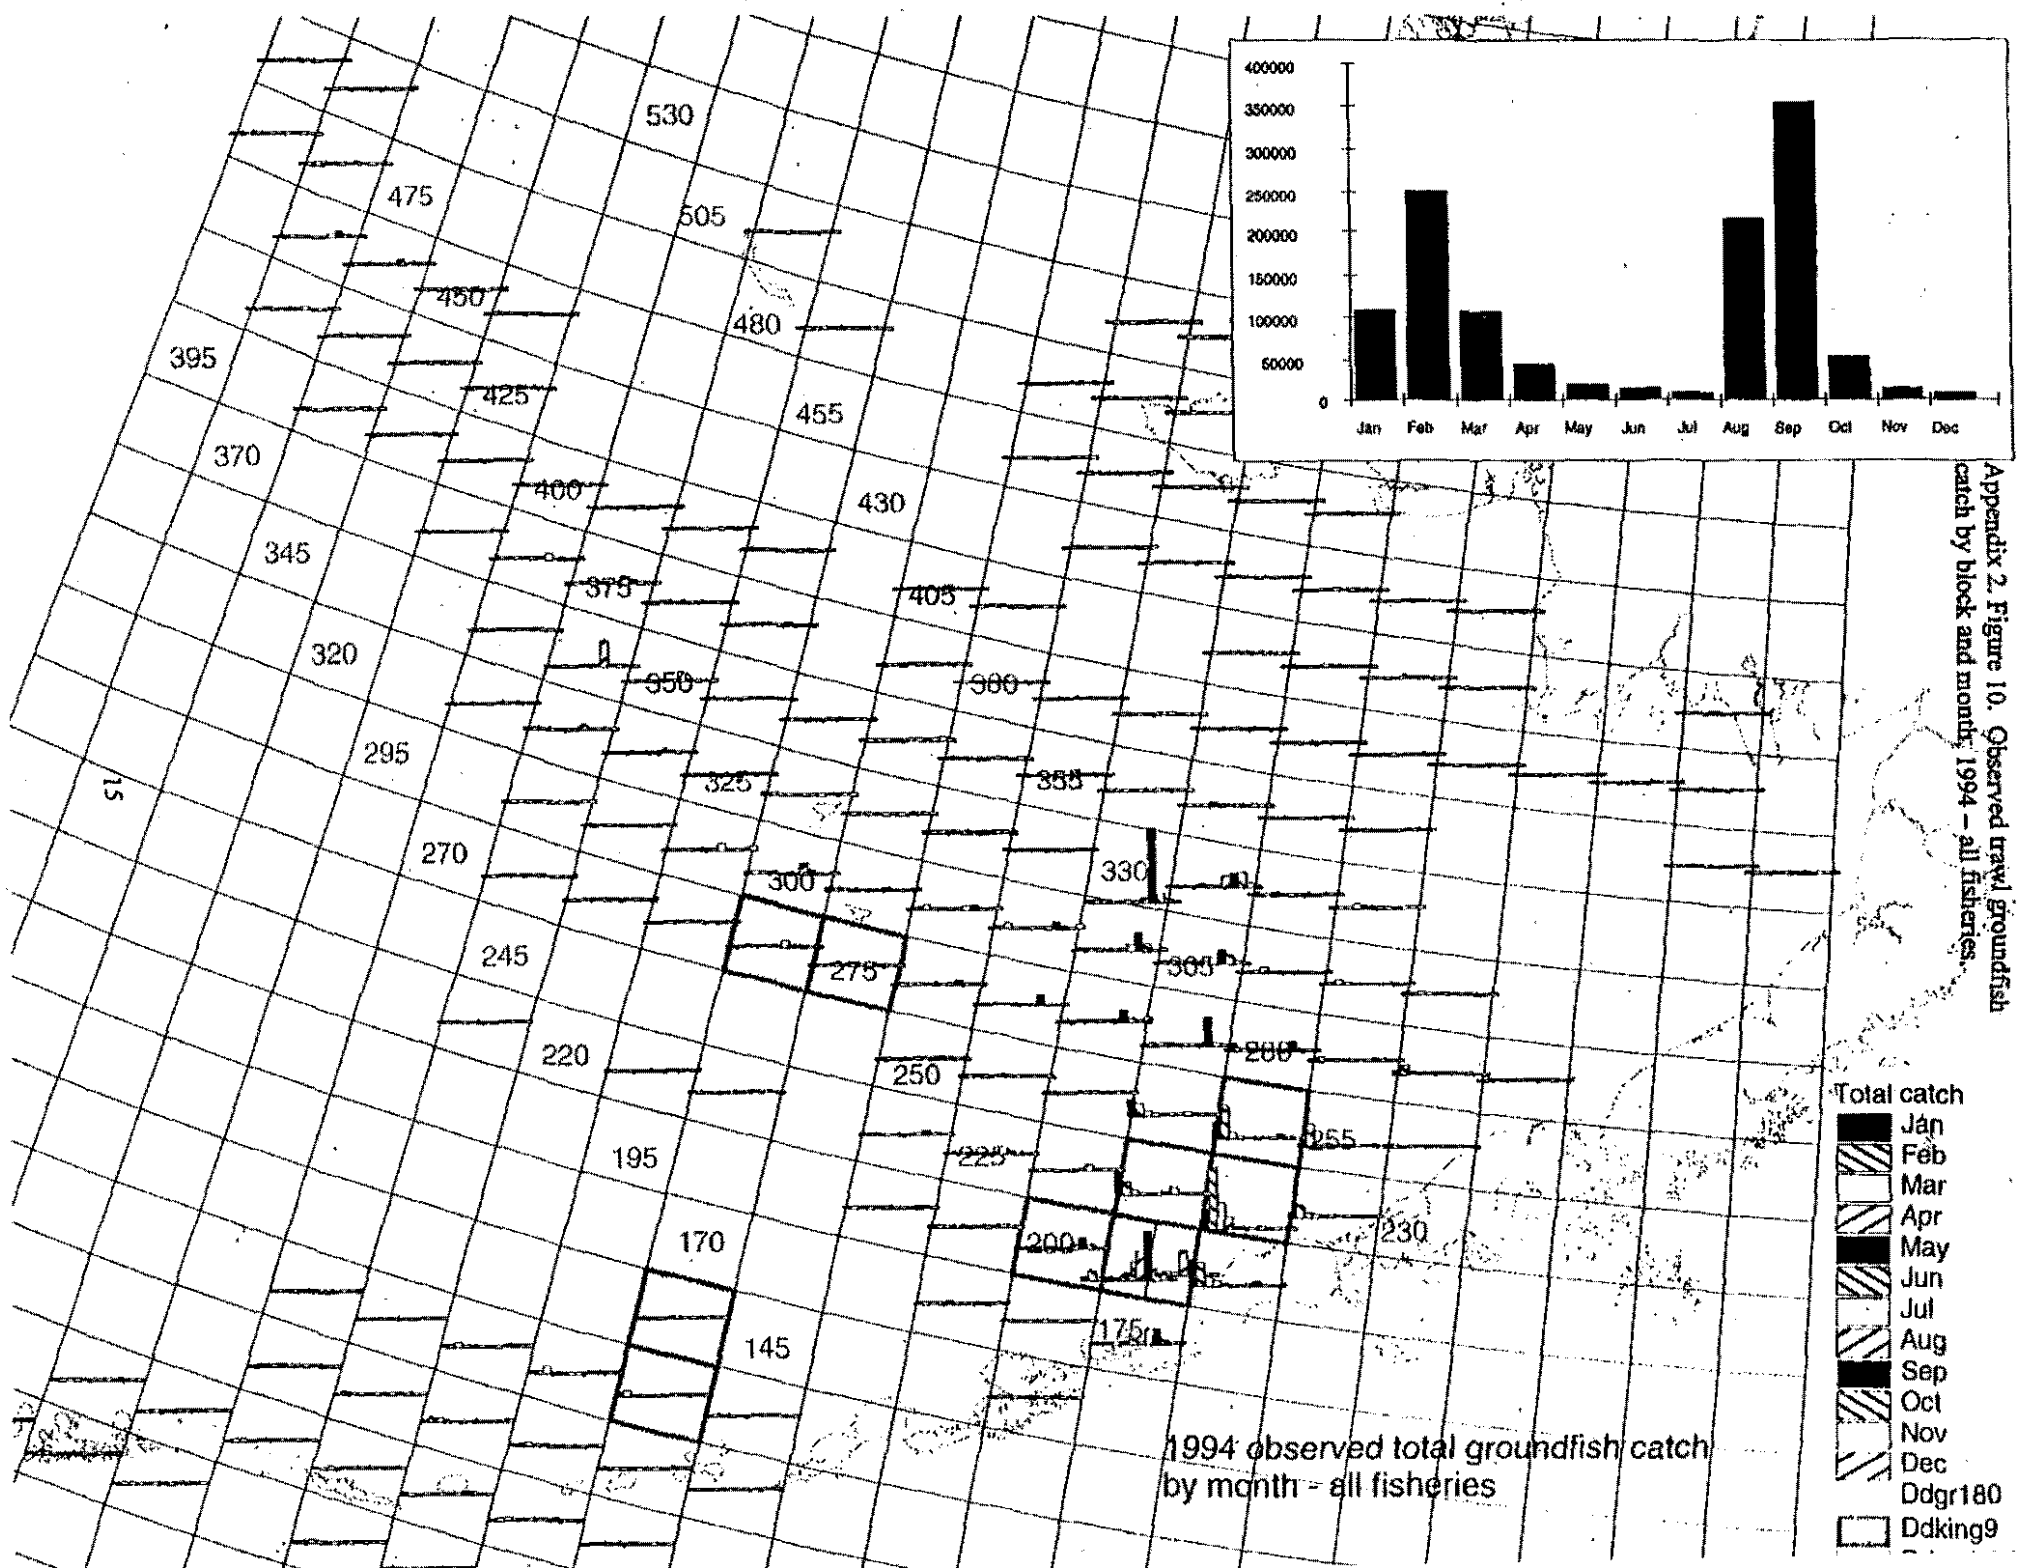 400000
350000
300000
250000
200000
150000
100000
50000
0
Jan Feb Mar Apr May Jun Jul Aug Sep Oct Nov Dec
Appendix 2. Figure 10. Observed trawl groundfish
catch by block and month, 1994 – all fisheries.
530
475
505
450
480
395
425
455
370
400
430
345
375
405
320
350
380
295
325
355
15
270
300
330
245
275
305
220
250
280
195
225
255
170
200
230
145
175
1994 observed total groundfish catch
by month - all fisheries
Total catch
Jan
Feb
Mar
Apr
May
Jun
Jul
Aug
Sep
Oct
Nov
Dec
Ddgr180
Ddking9